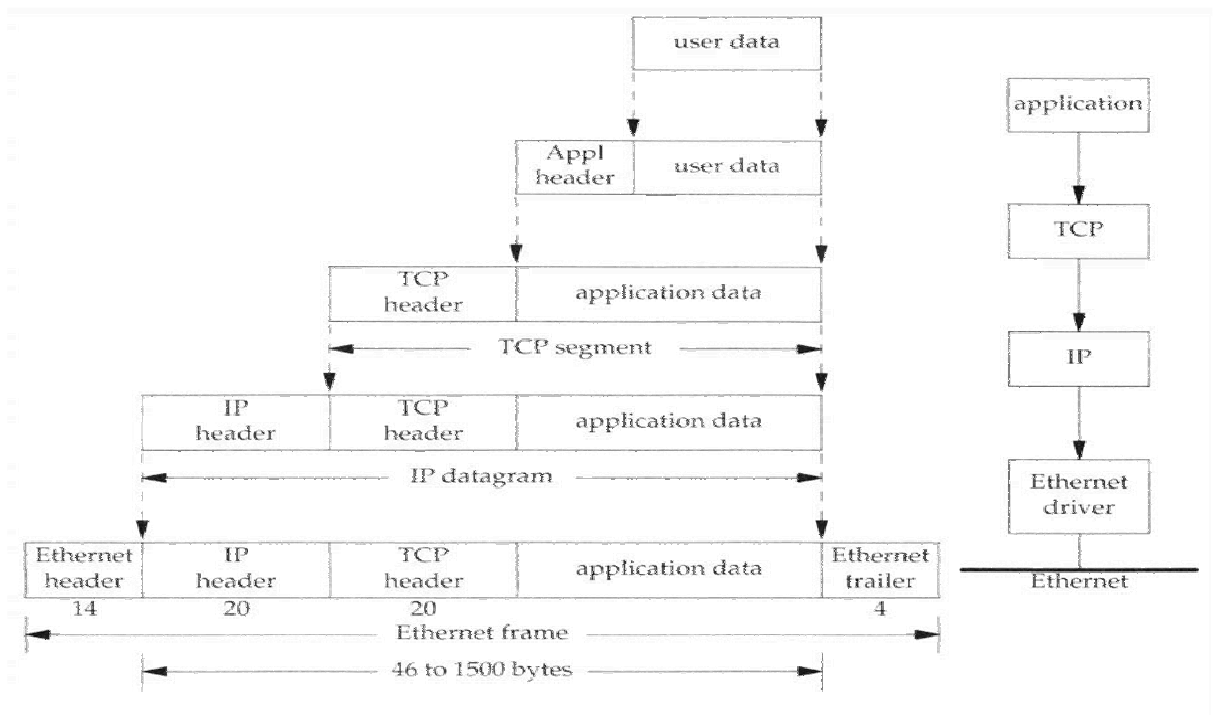 user data
application
Appl
header
user data
TCP
TCP
header
application data
TCP segment
IP
IP
header
TCP
header
application data
IP datagram
Ethernet
driver
Ethernet
header
IP
header
TCP
header
application data
Ethernet
trailer
Ethernet
14
20
20
4
Ethernet frame
46 to 1500 bytes